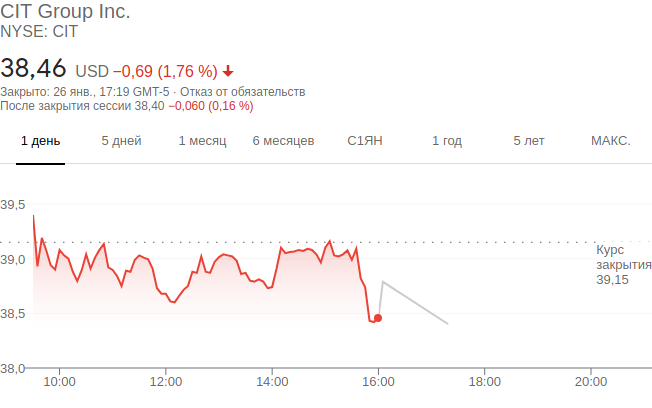 CIT Group Inc.
NYSE: CIT
38,46 USD −0,69 (1,76 %)
Закрыто: 26 янв., 17:19 GMT-5 · Отказ от обязательств
После закрытия сессии 38,40 −0,060 (0,16 %)
1 день 5 дней 1 месяц 6 месяцев С1ЯН 1 год 5 лет МАКС.
39,5
39,0
38,5
38,0
Курс
закрытия
39,15
10:00 12:00 14:00 16:00 18:00 20:00